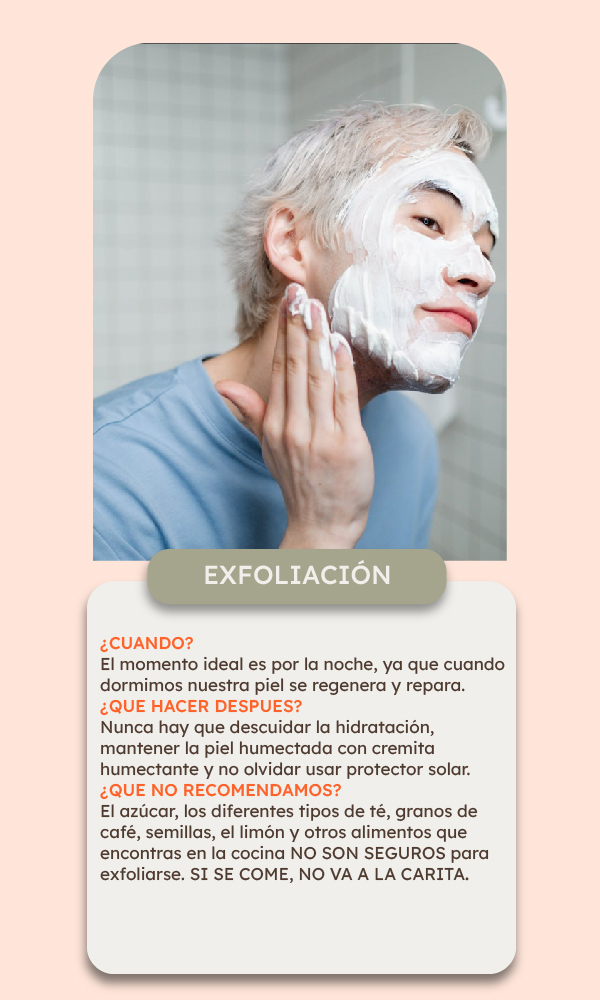 EXFOLIACIÓN
¿CUANDO?
El momento ideal es por la noche, ya que cuando
dormimos nuestra piel se regenera y repara.
¿QUE HACER DESPUES?
Nunca hay que descuidar la hidratación,
mantener la piel humectada con cremita
humectante y no olvidar usar protector solar.
¿QUE NO RECOMENDAMOS?
El azúcar, los diferentes tipos de té, granos de
café, semillas, el limón y otros alimentos que
encontras en la cocina NO SON SEGUROS para
exfoliarse. SI SE COME, NO VA A LA CARITA.